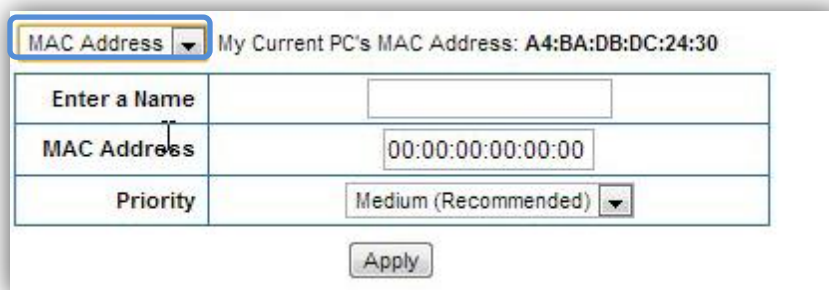 MAC Address My Current PC's MAC Address: A4:BA:DB:DC:24:30
Enter a Name
MAC Address 00:00:00:00:00:00
Priority Medium (Recommended)
Apply